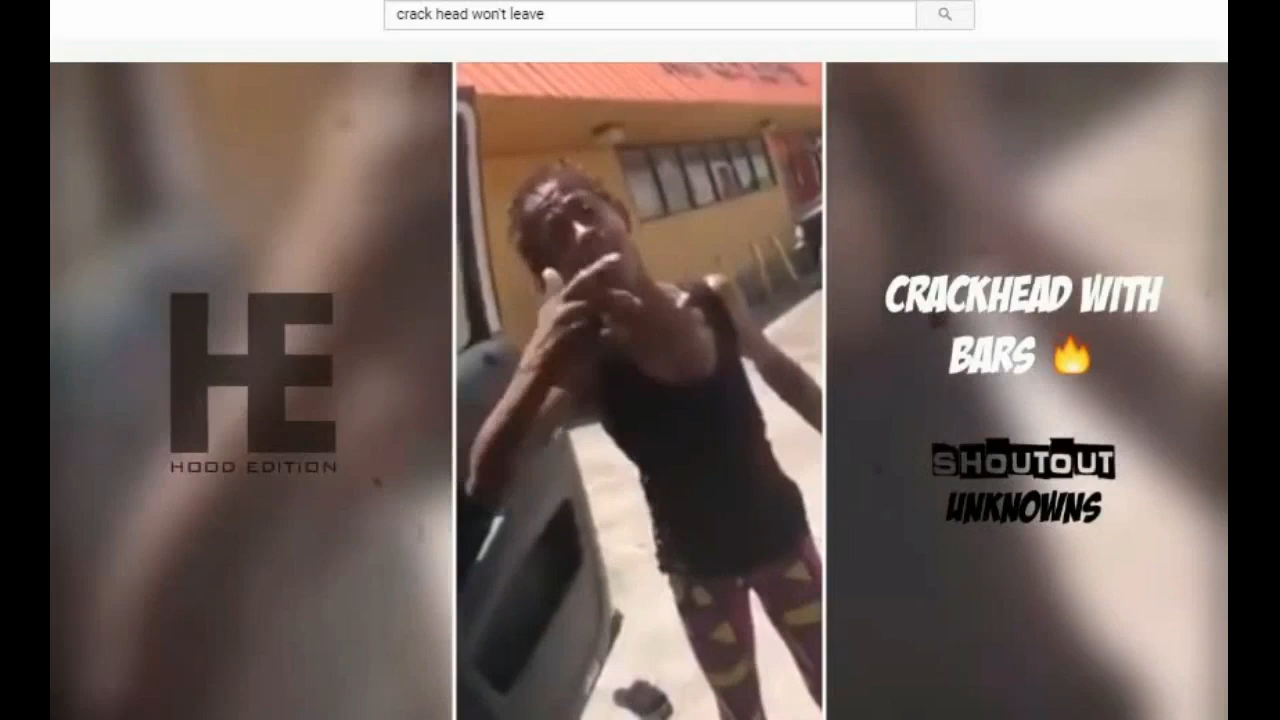 crack head won't leave
HE
HOOD EDITION
CRACKHEAD WITH
BARS 🔥
SHOUTOUT
UNKNOWNS